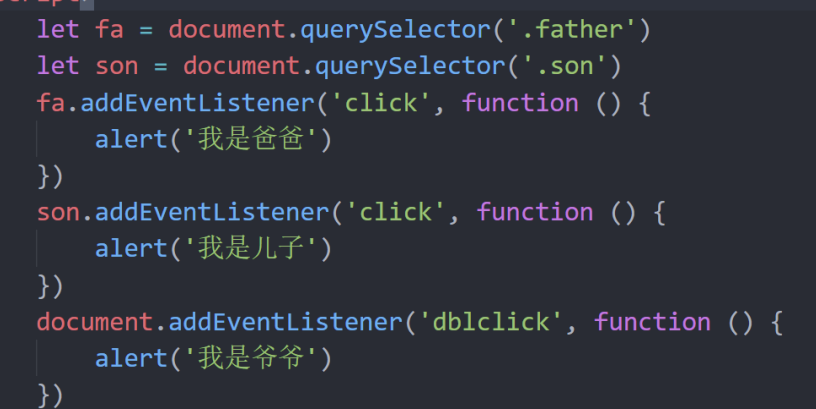 let fa = document.querySelector('.father')
let son = document.querySelector('.son')
fa.addEventListener('click', function () {
alert('我是爸爸')
})
son.addEventListener('click', function () {
alert('我是儿子')
})
document.addEventListener('dblclick', function () {
alert('我是爷爷')
})